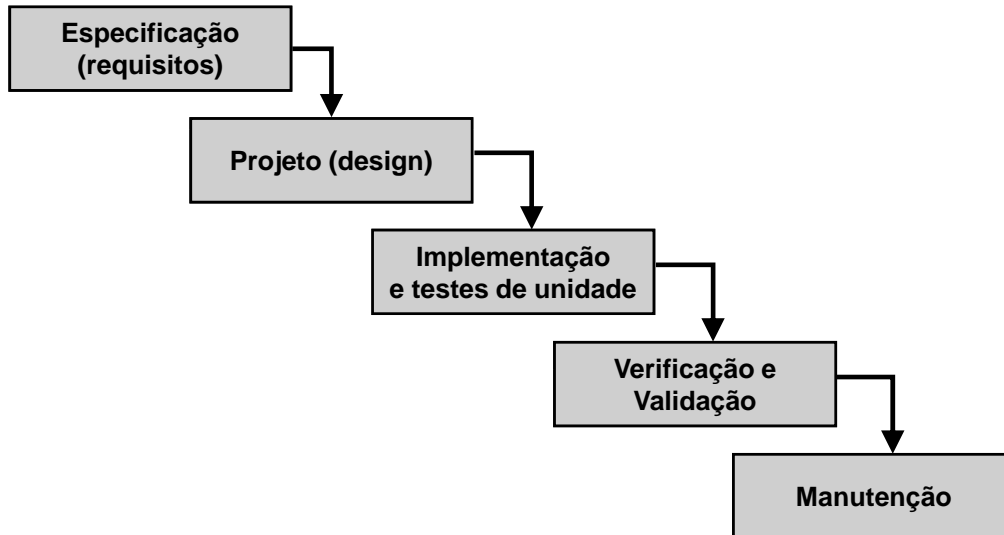 Especificação
(requisitos)
Projeto (design)
Implementação
e testes de unidade
Verificação e
Validação
Manutenção